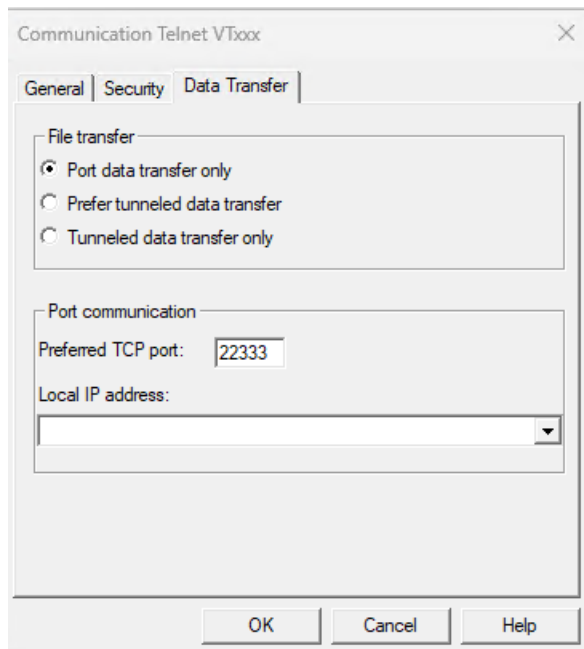 Communication Telnet VTxxx
General Security Data Transfer
File transfer
Port data transfer only
Prefer tunneled data transfer
Tunneled data transfer only
Port communication
Preferred TCP port: 22333
Local IP address:
OK Cancel Help